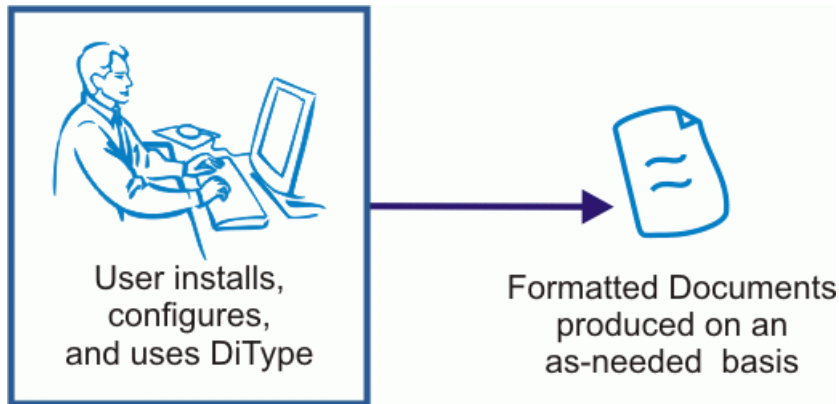 User installs,
configures,
and uses DiType
Formatted Documents
produced on an
as-needed  basis